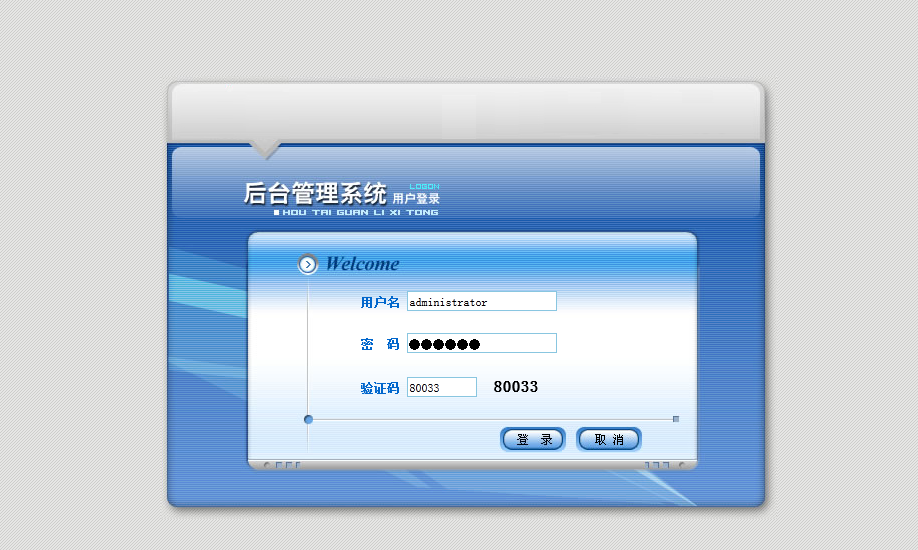 后台管理系统 LOGON 用户登录
HOU TAI GUAN LI XI TONG
Welcome
用户名 administrator
密 码 ●●●●●●
验证码 80033 80033
登 录 取 消